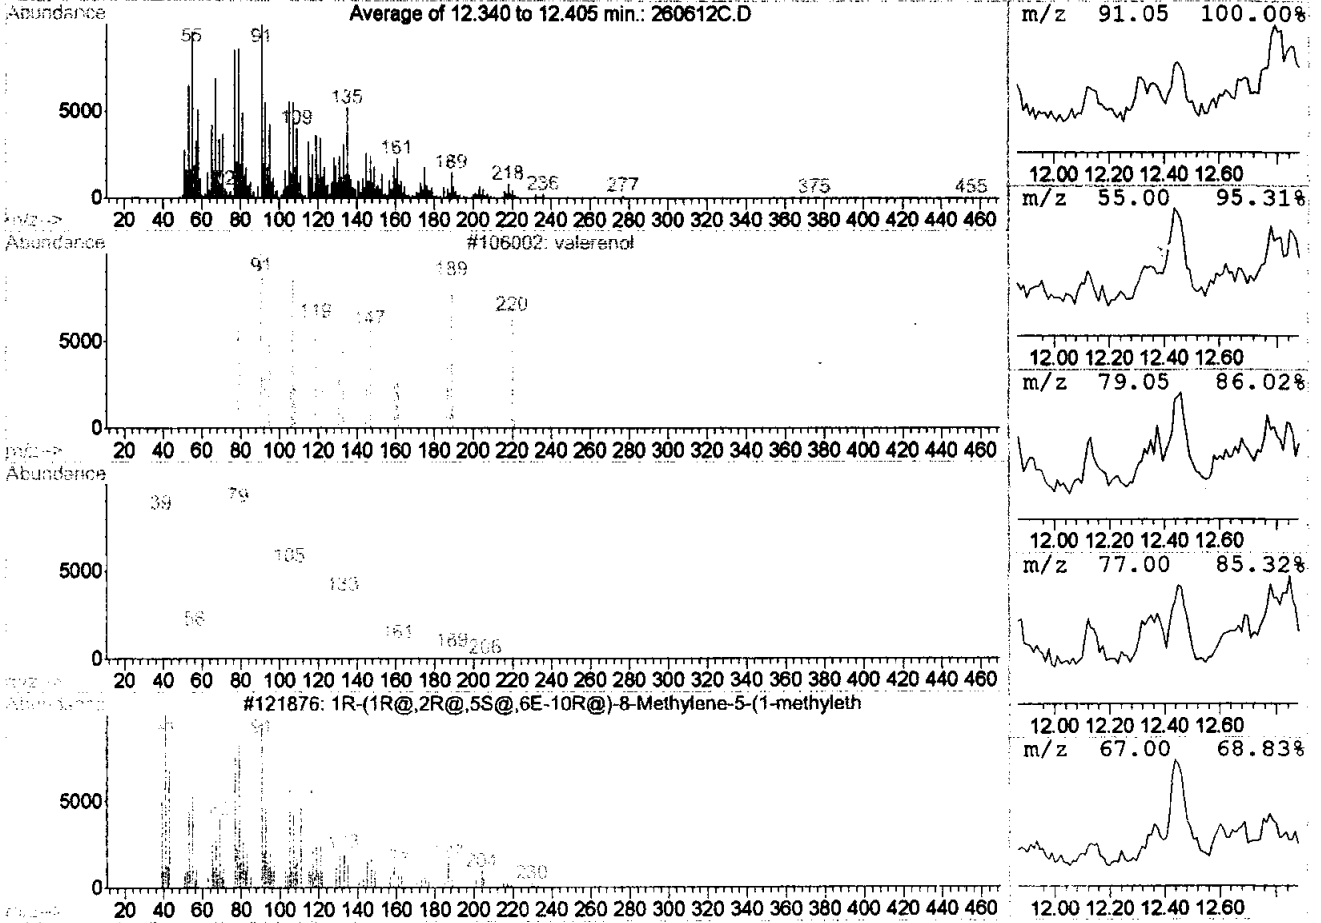 Abundance
Average of 12.340 to 12.405 min.: 260612C.D
55
91
135
5000
109
161
189
218
236
277
375
455
0
20 40 60 80 100 120 140 160 180 200 220 240 260 280 300 320 340 360 380 400 420 440 460
m/z-->
Abundance
#106002: valerenol
91
189
119
147
220
5000
0
20 40 60 80 100 120 140 160 180 200 220 240 260 280 300 320 340 360 380 400 420 440 460
m/z-->
Abundance
39
79
105
5000
133
161
0
20 40 60 80 100 120 140 160 180 200 220 240 260 280 300 320 340 360 380 400 420 440 460
#121876: 1R-(1R@,2R@,5S@,6E-10R@)-8-Methylene-5-(1-methyleth
91
5000
204
0
20 40 60 80 100 120 140 160 180 200 220 240 260 280 300 320 340 360 380 400 420 440 460
m/z 91.05 100.00%
12.00 12.20 12.40 12.60
m/z 55.00 95.31%
12.00 12.20 12.40 12.60
m/z 79.05 86.02%
12.00 12.20 12.40 12.60
m/z 77.00 85.32%
12.00 12.20 12.40 12.60
m/z 67.00 68.83%
12.00 12.20 12.40 12.60